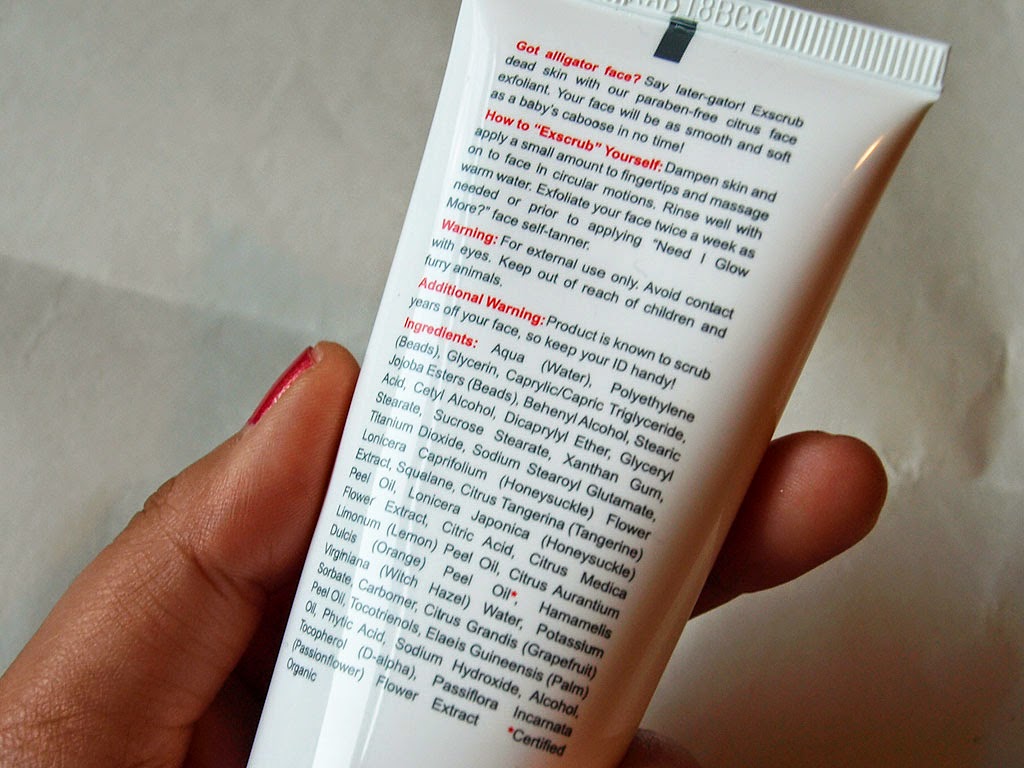 B18BCC
Got alligator face? Say later-gator! Exscrub
dead skin with our paraben-free citrus face
exfoliant. Your face will be as smooth and soft
as a baby's caboose in no time!
How to "Exscrub" Yourself: Dampen skin and
apply a small amount to fingertips and massage
on to face in circular motions. Rinse well with
warm water. Exfoliate your face twice a week as
needed or prior to applying "Need I Glow
More?" face self-tanner.
Warning: For external use only. Avoid contact
with eyes. Keep out of reach of children and
furry animals.
Additional Warning: Product is known to scrub
years off your face, so keep your ID handy!
Ingredients: Aqua (Water), Polyethylene
(Beads), Glycerin, Caprylic/Capric Triglyceride,
Jojoba Esters (Beads), Behenyl Alcohol, Stearic
Acid, Cetyl Alcohol, Dicaprylyl Ether, Glyceryl
Stearate, Sucrose Stearate, Xanthan Gum,
Titanium Dioxide, Sodium Stearoyl Glutamate,
Lonicera Caprifolium (Honeysuckle) Flower
Extract, Squalane, Citrus Tangerina (Tangerine)
Peel Oil, Lonicera Japonica (Honeysuckle)
Flower Extract, Citric Acid, Citrus Medica
Limonum (Lemon) Peel Oil, Citrus Aurantium
Dulcis (Orange) Peel Oil*, Hamamelis
Virginiana (Witch Hazel) Water, Potassium
Sorbate, Carbomer, Citrus Grandis (Grapefruit)
Peel Oil, Tocotrienols, Elaeis Guineensis (Palm)
Oil, Phytic Acid, Sodium Hydroxide, Alcohol,
Tocopherol (D-alpha), Passiflora Incarnata
(Passionflower) Flower Extract *Certified
Organic